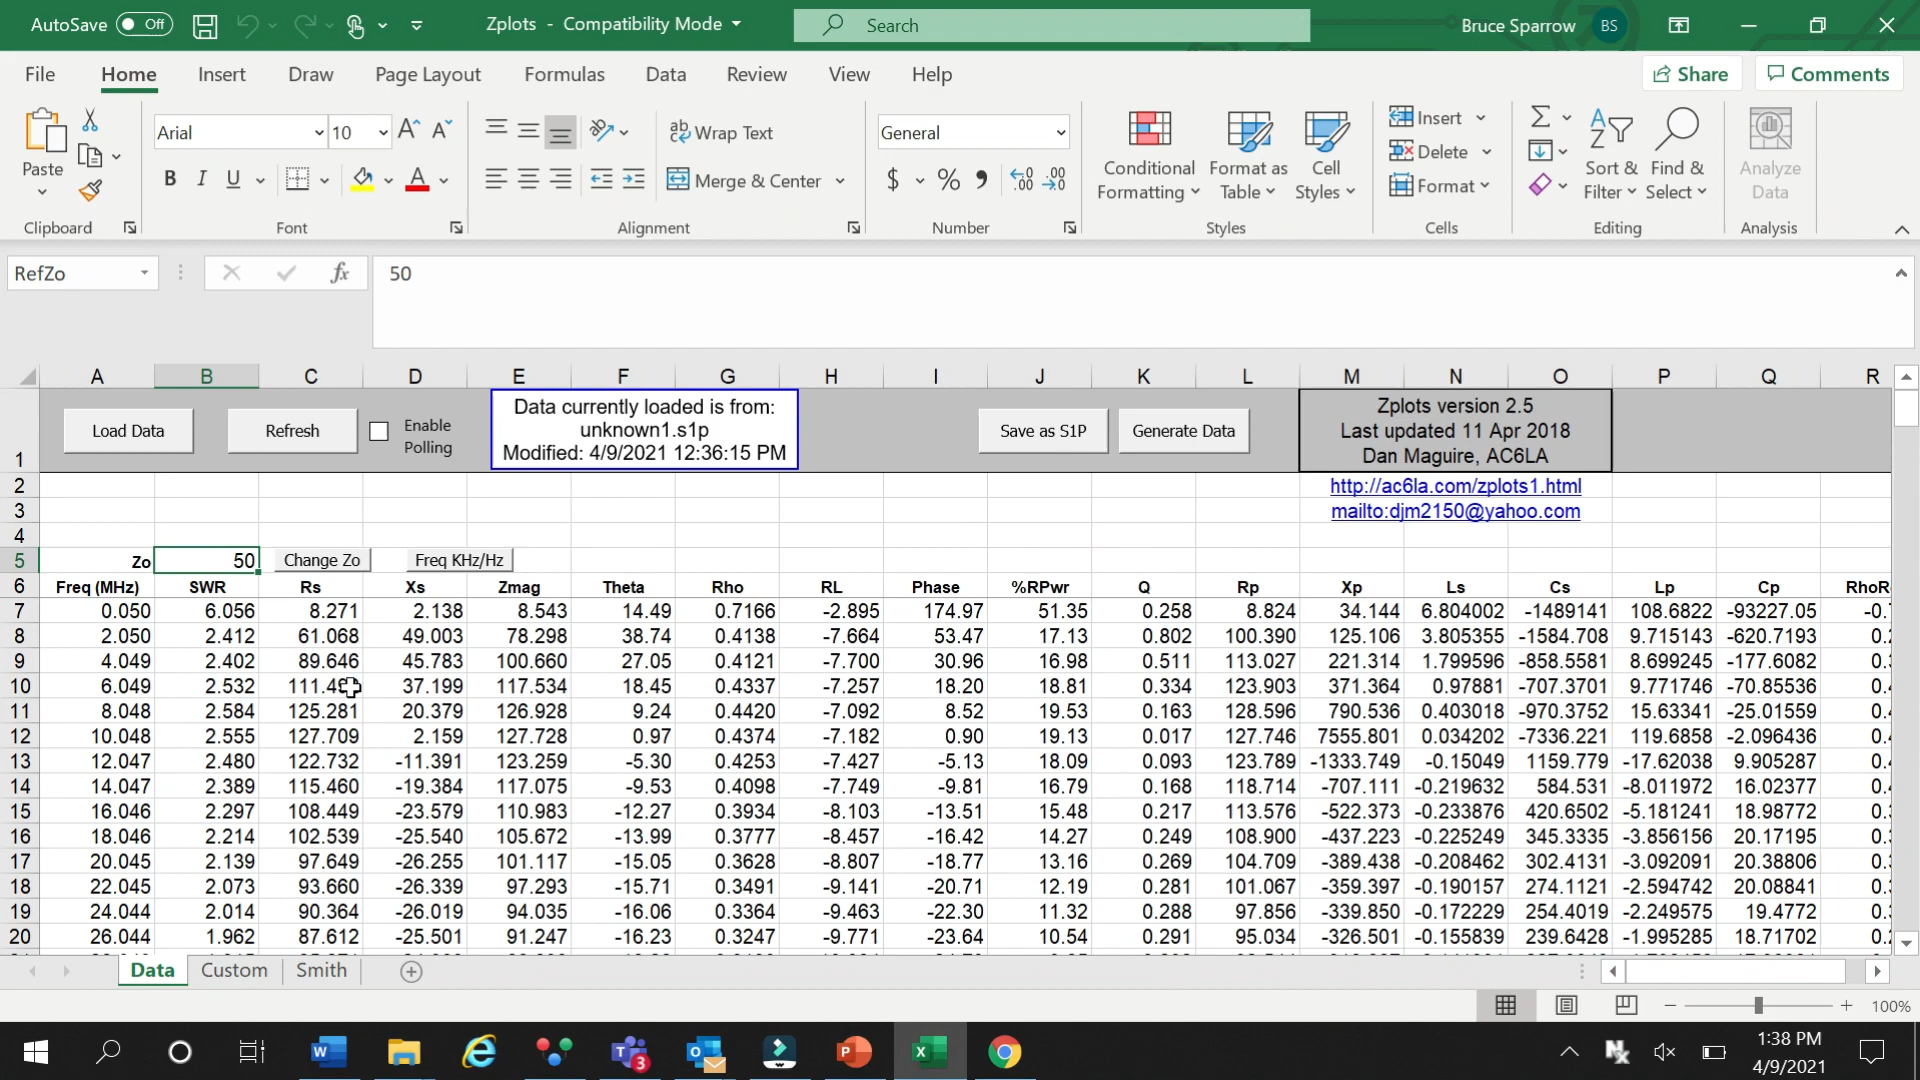 AutoSave Off Zplots - Compatibility Mode Search Bruce Sparrow BS
File Home Insert Draw Page Layout Formulas Data Review View Help Share Comments
Arial 10 Wrap Text General Insert
Paste Conditional Format as Cell Delete Sort & Find & Analyze
B I U Merge & Center $ % Formatting Table Styles Format Filter Select Data
Clipboard Font Alignment Number Styles Cells Editing Analysis
RefZo fx 50
A B C D E F G H I J K L M N O P Q R
1 Load Data Refresh Enable Polling
Data currently loaded is from:
unknown1.s1p
Modified: 4/9/2021 12:36:15 PM
Save as S1P Generate Data
Zplots version 2.5
Last updated 11 Apr 2018
Dan Maguire, AC6LA
2 http://ac6la.com/zplots1.html
3 mailto:djm2150@yahoo.com
4
5 Zo 50 Change Zo Freq KHz/Hz
6 Freq (MHz) SWR Rs Xs Zmag Theta Rho RL Phase %RPwr Q Rp Xp Ls Cs Lp Cp
7 0.050 6.056 8.271 2.138 8.543 14.49 0.7166 -2.895 174.97 51.35 0.258 8.824 34.144 6.804002 -1489141 108.6822 -93227.05
8 2.050 2.412 61.068 49.003 78.298 38.74 0.4138 -7.664 53.47 17.13 0.802 100.390 125.106 3.805355 -1584.708 9.715143 -620.7193
9 4.049 2.402 89.646 45.783 100.660 27.05 0.4121 -7.700 30.96 16.98 0.511 113.027 221.314 1.799596 -858.5581 8.699245 -177.6082
10 6.049 2.532 37.199 117.534 18.45 0.4337 -7.257 18.20 18.81 0.334 123.903 371.364 0.97881 -707.3701 9.771746 -70.85536
11 8.048 2.584 125.281 20.379 126.928 9.24 0.4420 -7.092 8.52 19.53 0.163 128.596 790.536 0.403018 -970.3752 15.63341 -25.01559
12 10.048 2.555 127.709 2.159 127.728 0.97 0.4374 -7.182 0.90 19.13 0.017 127.746 7555.801 0.034202 -7336.221 119.6858 -2.096436
13 12.047 2.480 122.732 -11.391 123.259 -5.30 0.4253 -7.427 -5.13 18.09 0.093 123.789 -1333.749 -0.15049 1159.779 -17.62038 9.905287
14 14.047 2.389 115.460 -19.384 117.075 -9.53 0.4098 -7.749 -9.81 16.79 0.168 118.714 -707.111 -0.219632 584.531 -8.011972 16.02377
15 16.046 2.297 108.449 -23.579 110.983 -12.27 0.3934 -8.103 -13.51 15.48 0.217 113.576 -522.373 -0.233876 420.6502 -5.181241 18.98772
16 18.046 2.214 102.539 -25.540 105.672 -13.99 0.3777 -8.457 -16.42 14.27 0.249 108.900 -437.223 -0.225249 345.3335 -3.856156 20.17195
17 20.045 2.139 97.649 -26.255 101.117 -15.05 0.3628 -8.807 -18.77 13.16 0.269 104.709 -389.438 -0.208462 302.4131 -3.092091 20.38806
18 22.045 2.073 93.660 -26.339 97.293 -15.71 0.3491 -9.141 -20.71 12.19 0.281 101.067 -359.397 -0.190157 274.1121 -2.594742 20.08841
19 24.044 2.014 90.364 -26.019 94.035 -16.06 0.3364 -9.463 -22.30 11.32 0.288 97.856 -339.850 -0.172229 254.4019 -2.249575 19.4772
20 26.044 1.962 87.612 -25.501 91.247 -16.23 0.3247 -9.771 -23.64 10.54 0.291 95.034 -326.501 -0.155839 239.6428 -1.995285 18.71702
Data Custom Smith
100%
1:38 PM
4/9/2021